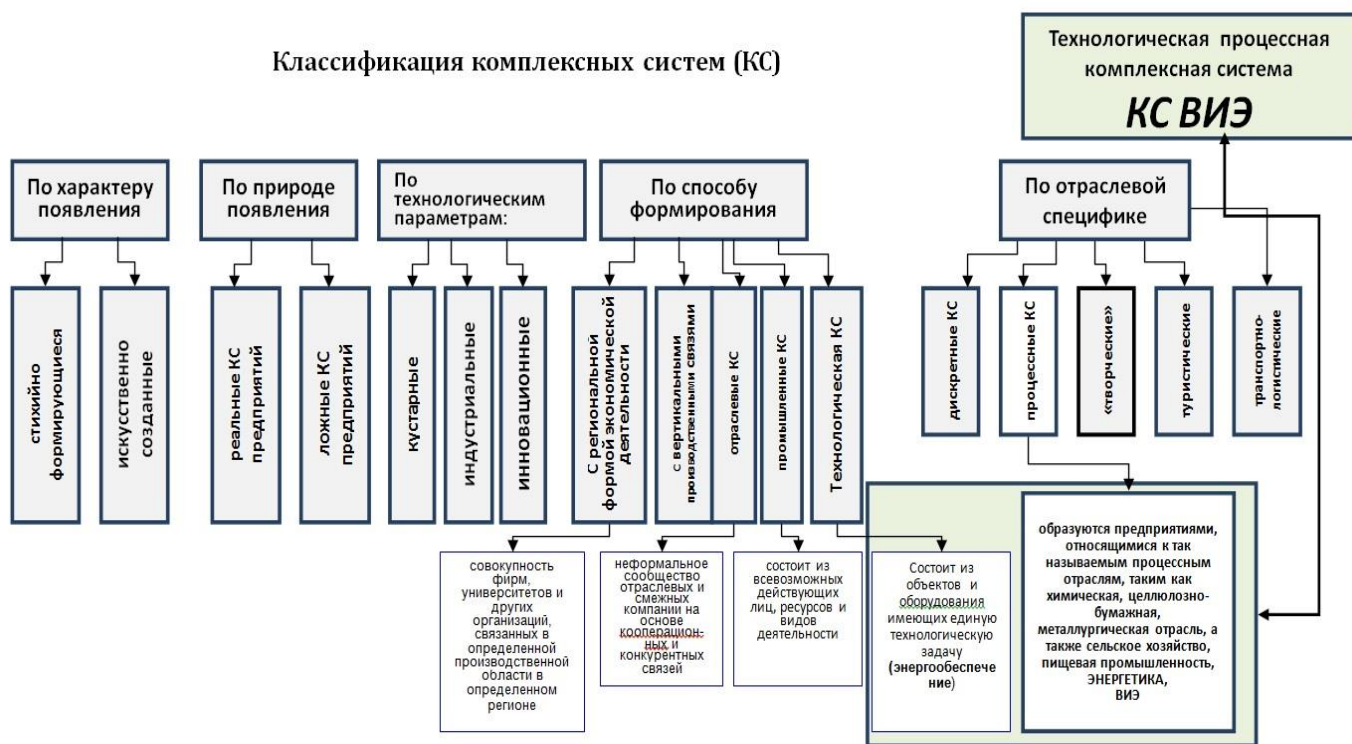 Классификация комплексных систем (КС)
Технологическая процессная
комплексная система
КС ВИЭ
По характеру
появления
По природе
появления
По
технологическим
параметрам:
По способу
формирования
По отраслевой
специфике
стихийно
формирующиеся
искусственно
созданные
реальные КС
предприятий
ложные КС
предприятий
кустарные
индустриальные
инновационные
С региональной
формой экономической
деятельности
с вертикальными
производственными связями
отраслевые КС
промышленные КС
Технологическая КС
дискретные КС
процессные КС
«творческие»
туристические
транспортно-
логистические
совокупность
фирм,
университетов и
других
организаций,
связанных в
определенной
производственной
области в
определенном
регионе
неформальное
сообщество
отраслевых и
смежных
компании на
основе
кооперацион-
ных и
конкурентных
связей
состоит из
всевозможных
действующих
лиц, ресурсов и
видов
деятельности
Состоит из
объектов и
оборудования
имеющих единую
технологическую
задачу
(энергообеспече
ние)
образуются предприятиями,
относящимися к так
называемым процессным
отраслям, таким как
химическая, целлюлозно-
бумажная,
металлургическая отрасль, а
также сельское хозяйство,
пищевая промышленность,
ЭНЕРГЕТИКА,
ВИЭ